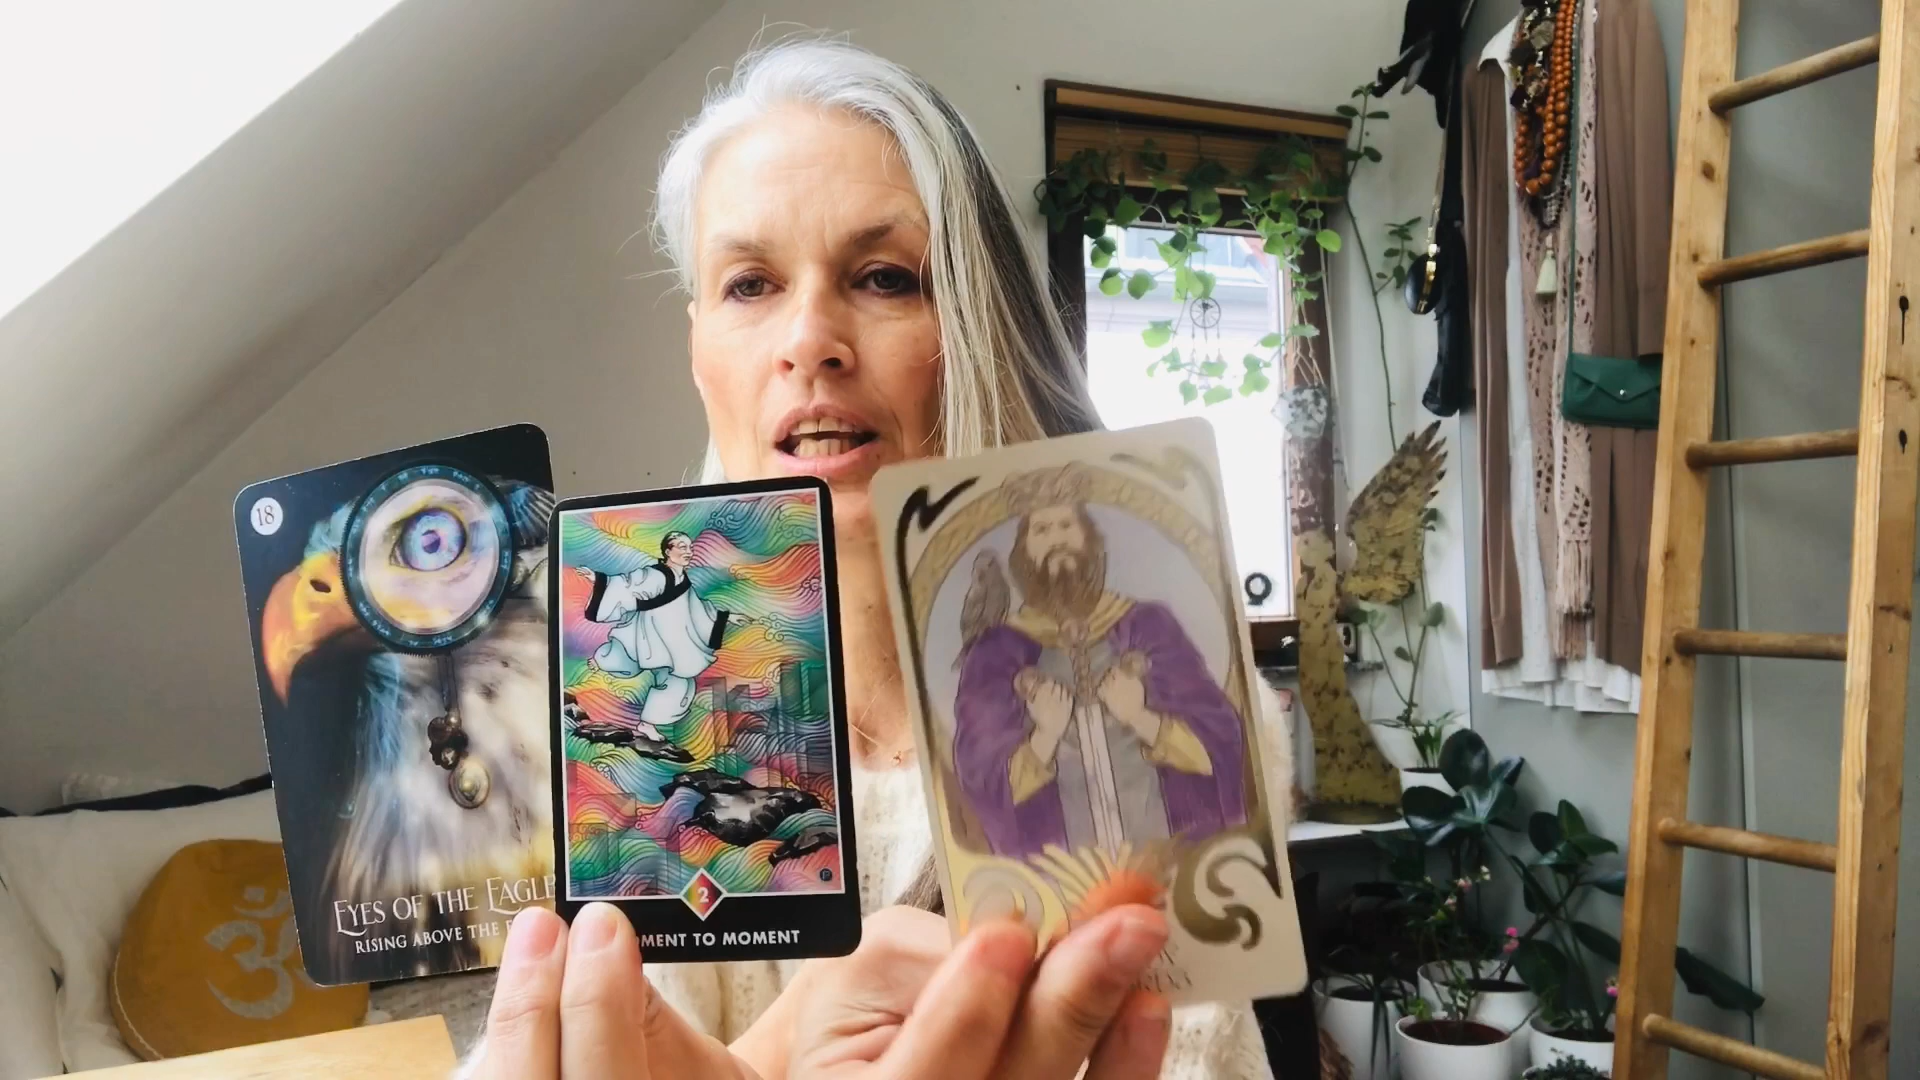 18
EYES OF THE EAGLE
RISING ABOVE THE
2
MOMENT TO MOMENT